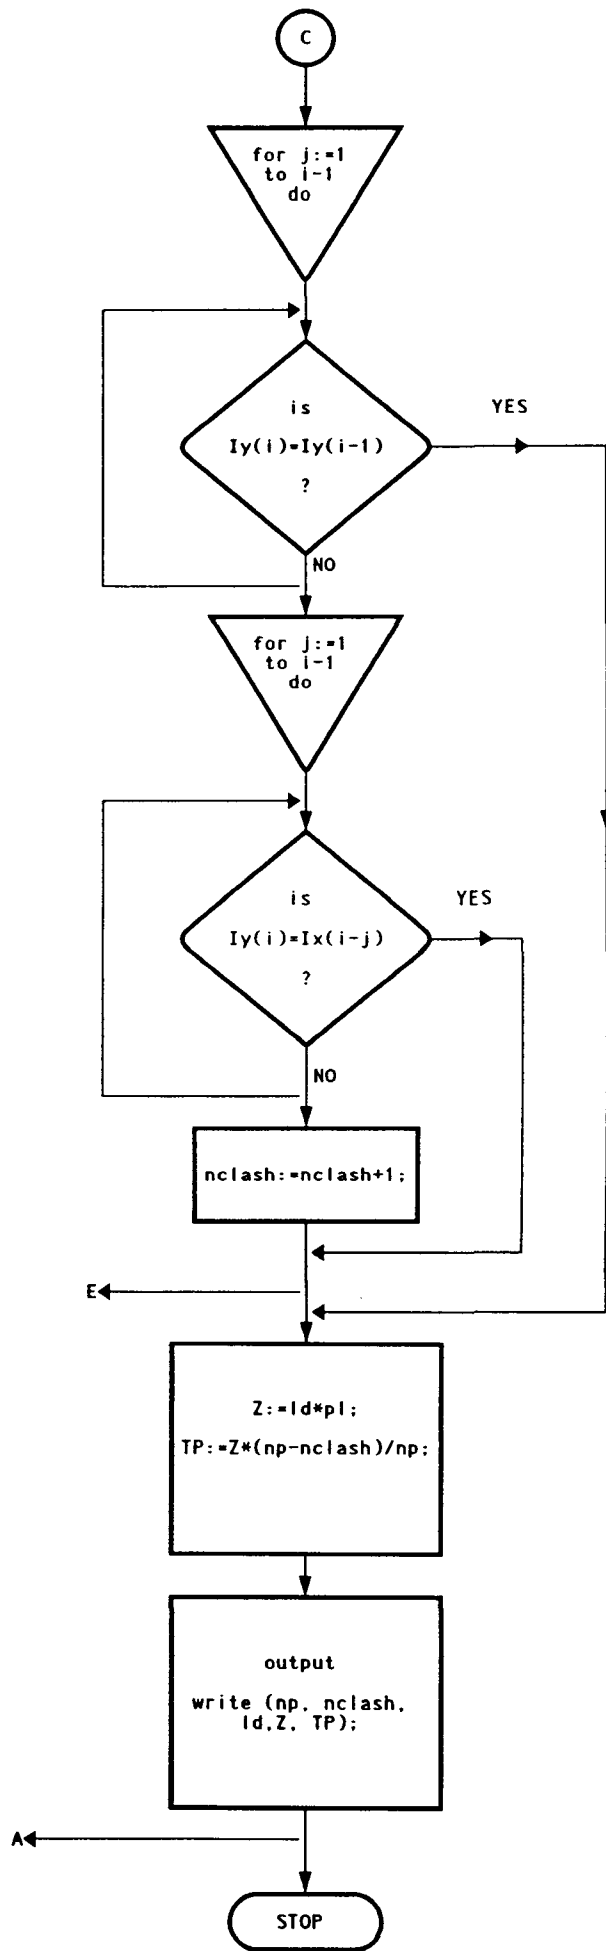 C
for j:=1
to i-1
do
is
YES
Iy(i)=Iy(i-1)
?
NO
for j:=1
to i-1
do
is
YES
Iy(i)=Ix(i-j)
?
NO
nclash:=nclash+1;
E
Z:=ld*pl;
TP:=Z*(np-nclash)/np;
output
write (np, nclash,
ld,Z, TP);
A
STOP